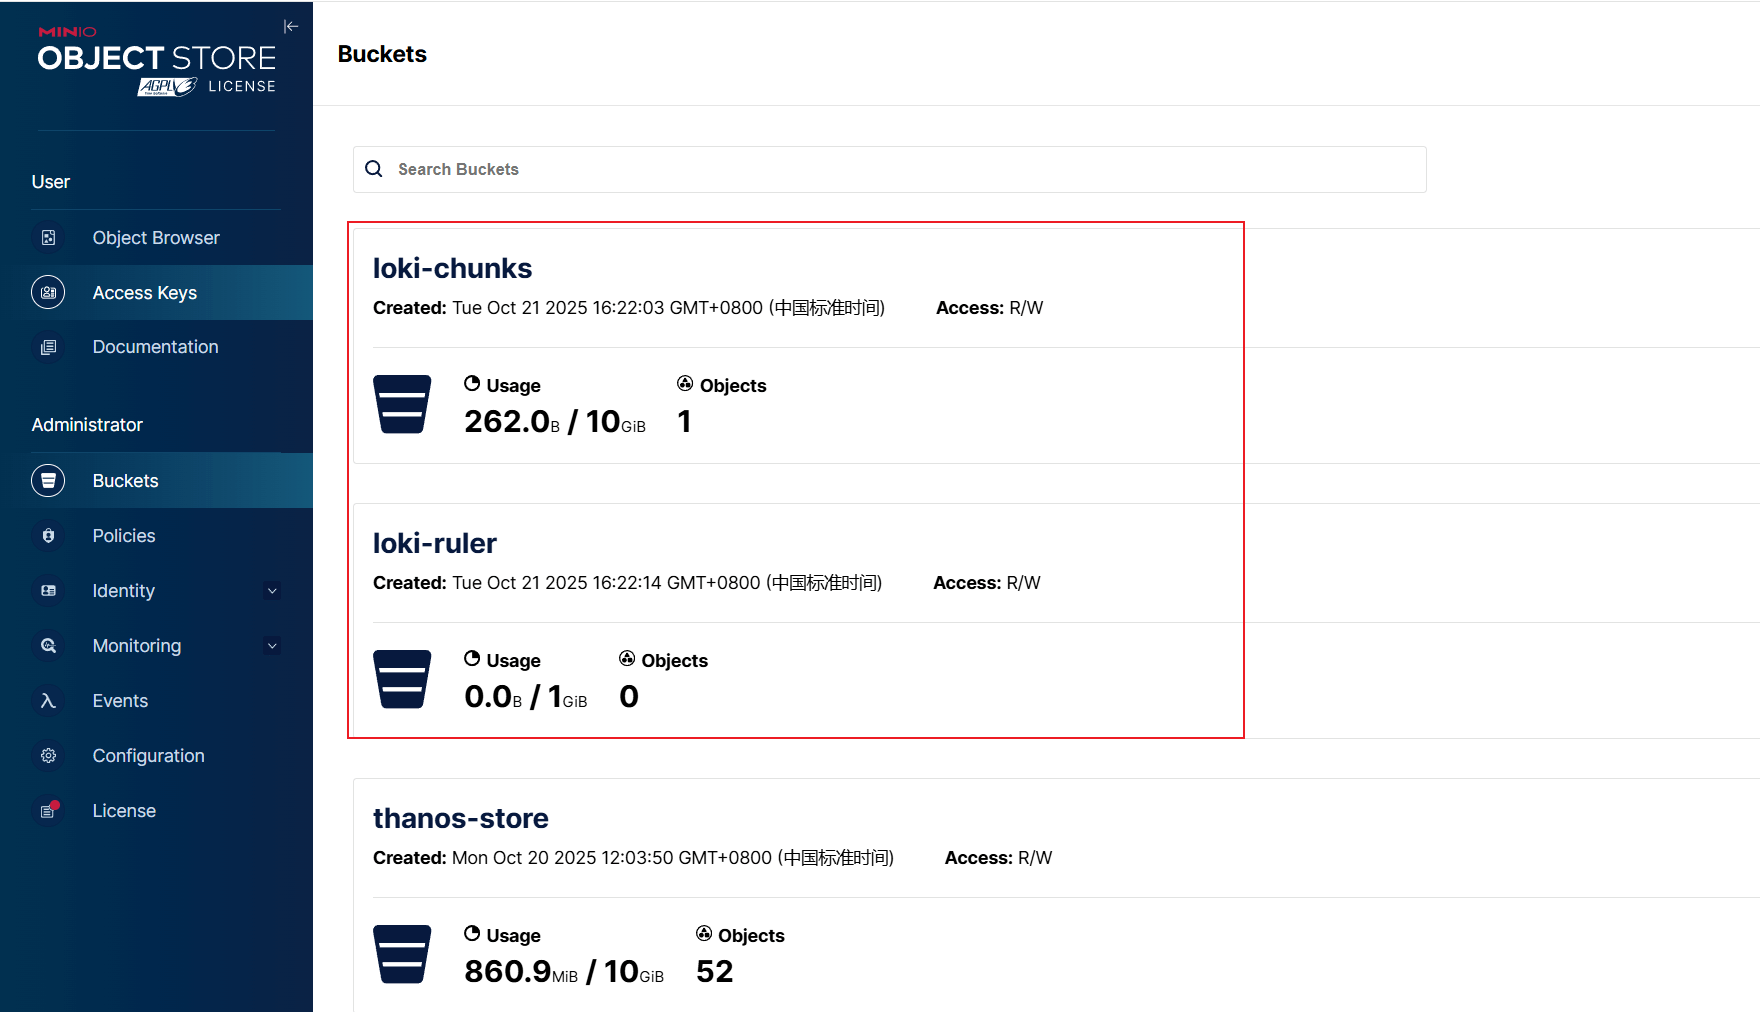 MINIO
OBJECT STORE
AGPLv3 LICENSE
User
Object Browser
Access Keys
Documentation
Administrator
Buckets
Policies
Identity
Monitoring
Events
Configuration
License
Buckets
Search Buckets
loki-chunks
Created: Tue Oct 21 2025 16:22:03 GMT+0800 (中国标准时间) Access: R/W
Usage Objects
262.0B / 10GiB 1
loki-ruler
Created: Tue Oct 21 2025 16:22:14 GMT+0800 (中国标准时间) Access: R/W
Usage Objects
0.0B / 1GiB 0
thanos-store
Created: Mon Oct 20 2025 12:03:50 GMT+0800 (中国标准时间) Access: R/W
Usage Objects
860.9MiB / 10GiB 52